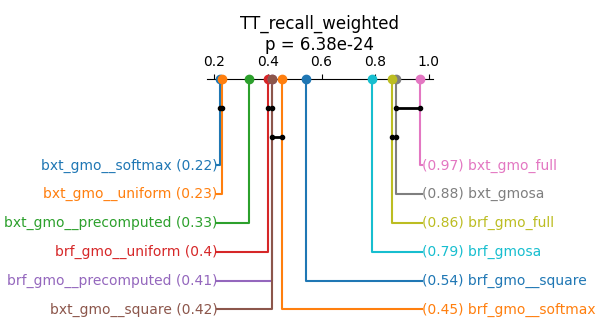 TT_recall_weighted
p = 6.38e-24
0.2 0.4 0.6 0.8 1.0
bxt_gmo__softmax (0.22) (0.97) bxt_gmo_full
bxt_gmo__uniform (0.23) (0.88) bxt_gmosa
bxt_gmo__precomputed (0.33) (0.86) brf_gmo_full
brf_gmo__uniform (0.4) (0.79) brf_gmosa
brf_gmo__precomputed (0.41) (0.54) brf_gmo__square
bxt_gmo__square (0.42) (0.45) brf_gmo__softmax